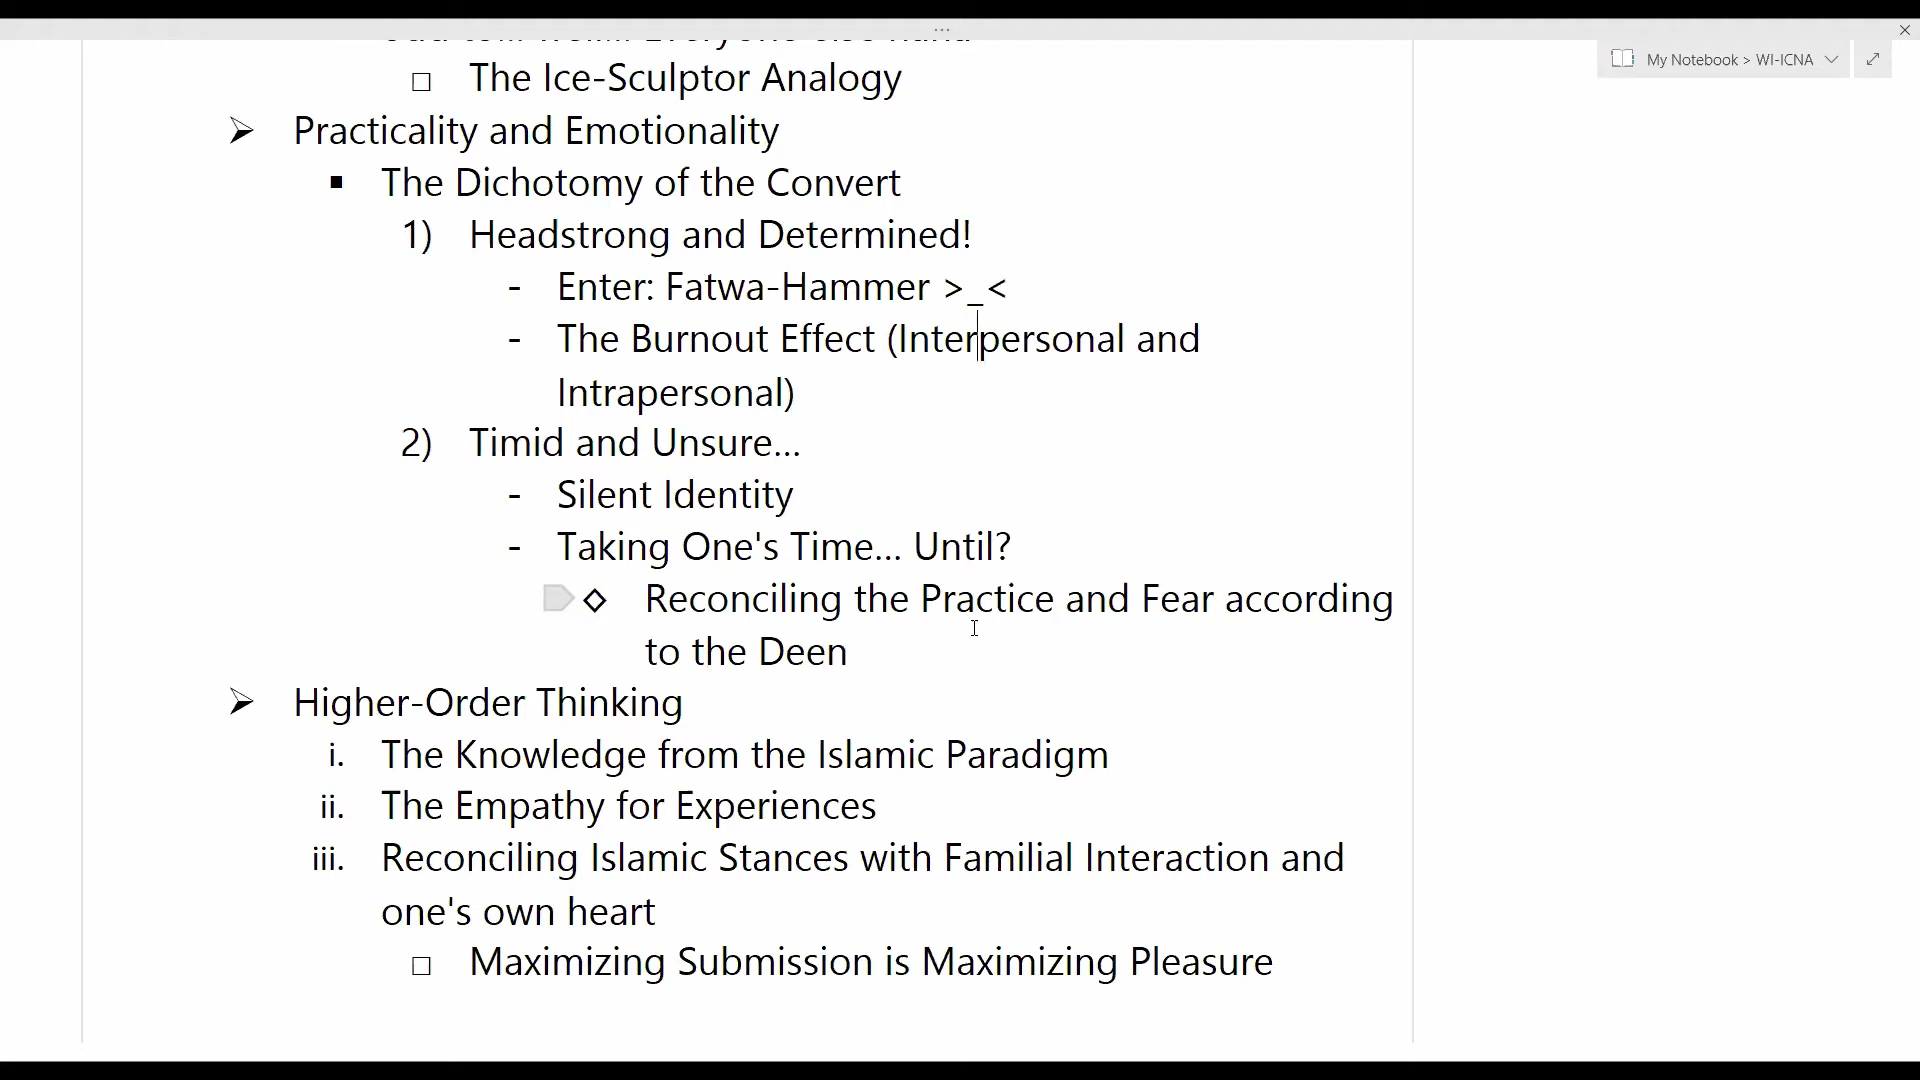 My Notebook > WI-ICNA
□ The Ice-Sculptor Analogy
➢ Practicality and Emotionality
▪ The Dichotomy of the Convert
1) Headstrong and Determined!
- Enter: Fatwa-Hammer >_<
- The Burnout Effect (Interpersonal and
Intrapersonal)
2) Timid and Unsure...
- Silent Identity
- Taking One's Time... Until?
◇ Reconciling the Practice and Fear according
to the Deen
➢ Higher-Order Thinking
i. The Knowledge from the Islamic Paradigm
ii. The Empathy for Experiences
iii. Reconciling Islamic Stances with Familial Interaction and
one's own heart
□ Maximizing Submission is Maximizing Pleasure